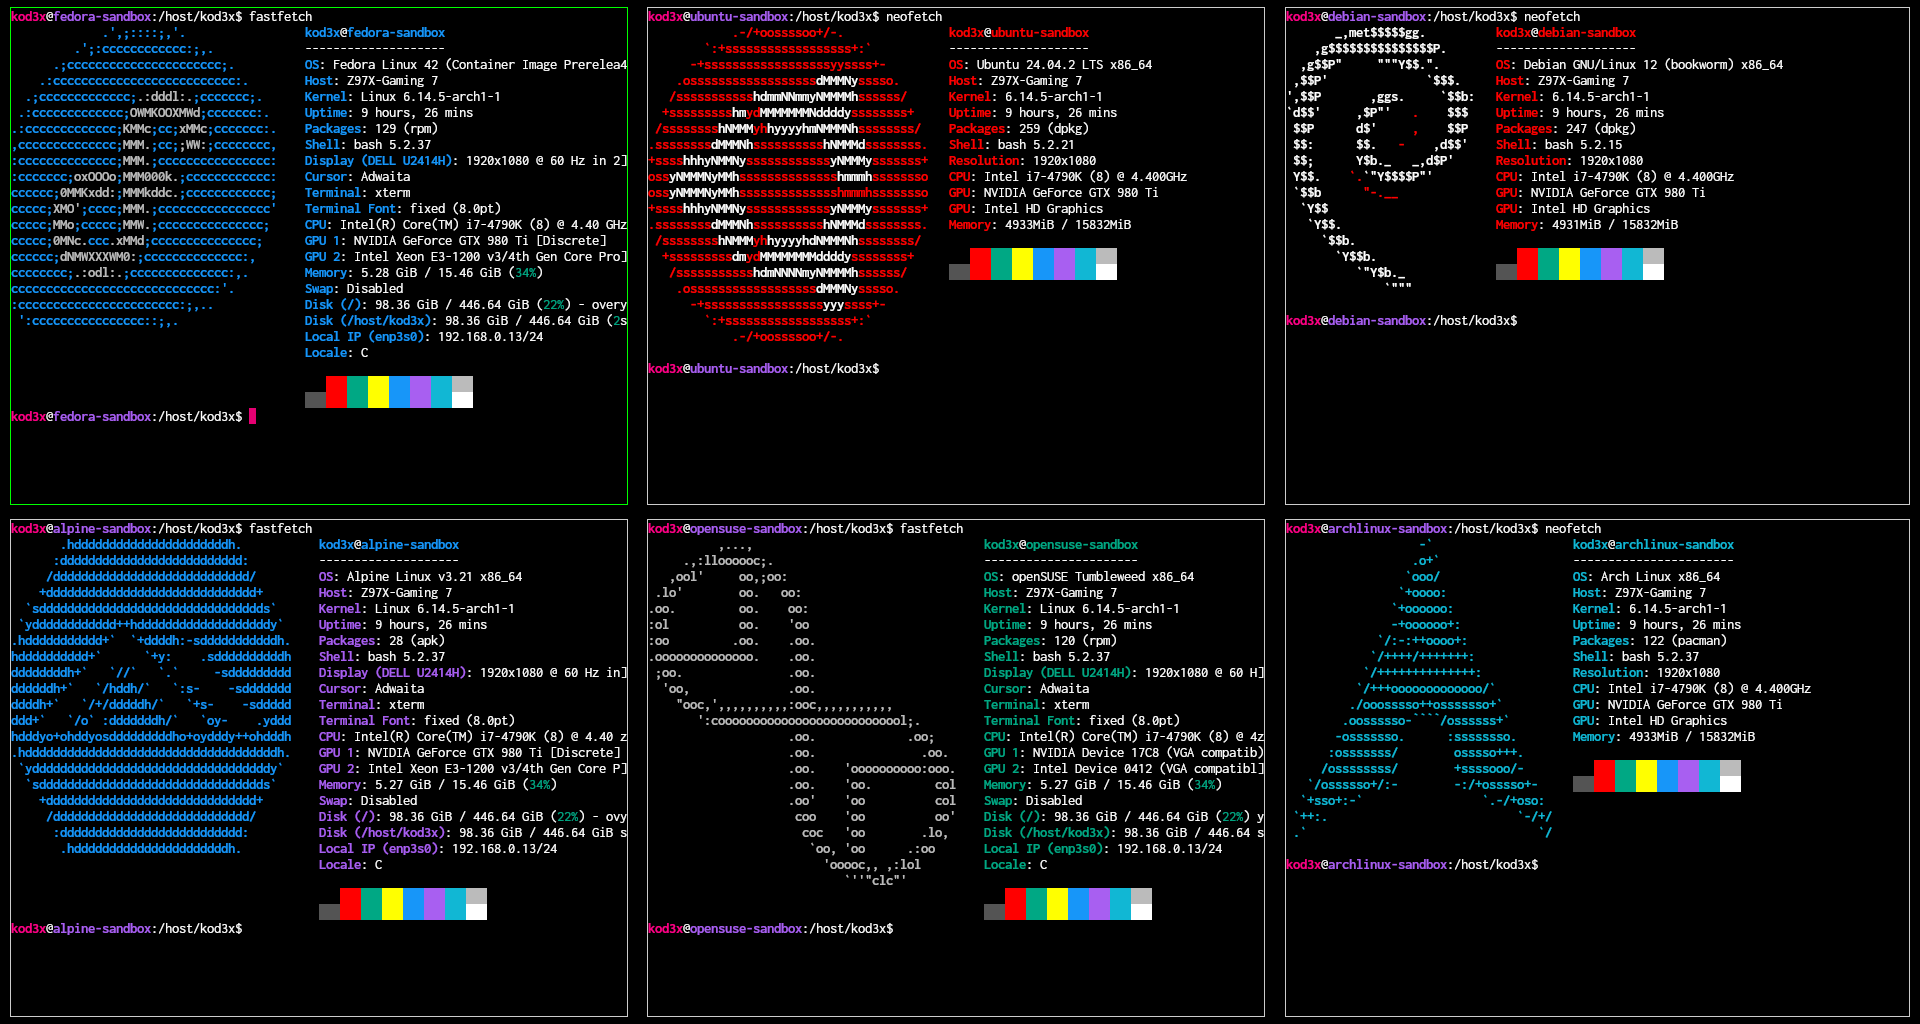 kod3x@fedora-sandbox:/host/kod3x$ fastfetch
kod3x@fedora-sandbox
--------------------
OS: Fedora Linux 42 (Container Image Prerelea4
Host: Z97X-Gaming 7
Kernel: Linux 6.14.5-arch1-1
Uptime: 9 hours, 26 mins
Packages: 129 (rpm)
Shell: bash 5.2.37
Display (DELL U2414H): 1920x1080 @ 60 Hz in 2]
Cursor: Adwaita
Terminal: xterm
Terminal Font: fixed (8.0pt)
CPU: Intel(R) Core(TM) i7-4790K (8) @ 4.40 GHz
GPU 1: NVIDIA GeForce GTX 980 Ti [Discrete]
GPU 2: Intel Xeon E3-1200 v3/4th Gen Core Pro]
Memory: 5.28 GiB / 15.46 GiB (34%)
Swap: Disabled
Disk (/): 98.36 GiB / 446.64 GiB (22%) - overy
Disk (/host/kod3x): 98.36 GiB / 446.64 GiB (2s
Local IP (enp3s0): 192.168.0.13/24
Locale: C
kod3x@fedora-sandbox:/host/kod3x$
kod3x@ubuntu-sandbox:/host/kod3x$ neofetch
kod3x@ubuntu-sandbox
--------------------
OS: Ubuntu 24.04.2 LTS x86_64
Host: Z97X-Gaming 7
Kernel: 6.14.5-arch1-1
Uptime: 9 hours, 26 mins
Packages: 259 (dpkg)
Shell: bash 5.2.21
Resolution: 1920x1080
CPU: Intel i7-4790K (8) @ 4.400GHz
GPU: NVIDIA GeForce GTX 980 Ti
GPU: Intel HD Graphics
Memory: 4933MiB / 15832MiB
kod3x@ubuntu-sandbox:/host/kod3x$
kod3x@debian-sandbox:/host/kod3x$ neofetch
kod3x@debian-sandbox
--------------------
OS: Debian GNU/Linux 12 (bookworm) x86_64
Host: Z97X-Gaming 7
Kernel: 6.14.5-arch1-1
Uptime: 9 hours, 26 mins
Packages: 247 (dpkg)
Shell: bash 5.2.15
Resolution: 1920x1080
CPU: Intel i7-4790K (8) @ 4.400GHz
GPU: NVIDIA GeForce GTX 980 Ti
GPU: Intel HD Graphics
Memory: 4931MiB / 15832MiB
kod3x@debian-sandbox:/host/kod3x$
kod3x@alpine-sandbox:/host/kod3x$ fastfetch
kod3x@alpine-sandbox
--------------------
OS: Alpine Linux v3.21 x86_64
Host: Z97X-Gaming 7
Kernel: Linux 6.14.5-arch1-1
Uptime: 9 hours, 26 mins
Packages: 28 (apk)
Shell: bash 5.2.37
Display (DELL U2414H): 1920x1080 @ 60 Hz in]
Cursor: Adwaita
Terminal: xterm
Terminal Font: fixed (8.0pt)
CPU: Intel(R) Core(TM) i7-4790K (8) @ 4.40 z
GPU 1: NVIDIA GeForce GTX 980 Ti [Discrete]
GPU 2: Intel Xeon E3-1200 v3/4th Gen Core P]
Memory: 5.27 GiB / 15.46 GiB (34%)
Swap: Disabled
Disk (/): 98.36 GiB / 446.64 GiB (22%) - ovy
Disk (/host/kod3x): 98.36 GiB / 446.64 GiB s
Local IP (enp3s0): 192.168.0.13/24
Locale: C
kod3x@alpine-sandbox:/host/kod3x$
kod3x@opensuse-sandbox:/host/kod3x$ fastfetch
kod3x@opensuse-sandbox
----------------------
OS: openSUSE Tumbleweed x86_64
Host: Z97X-Gaming 7
Kernel: Linux 6.14.5-arch1-1
Uptime: 9 hours, 26 mins
Packages: 120 (rpm)
Shell: bash 5.2.37
Display (DELL U2414H): 1920x1080 @ 60 H]
Cursor: Adwaita
Terminal: xterm
Terminal Font: fixed (8.0pt)
CPU: Intel(R) Core(TM) i7-4790K (8) @ 4z
GPU 1: NVIDIA Device 17C8 (VGA compatib)
GPU 2: Intel Device 0412 (VGA compatibl]
Memory: 5.27 GiB / 15.46 GiB (34%)
Swap: Disabled
Disk (/): 98.36 GiB / 446.64 GiB (22%) y
Disk (/host/kod3x): 98.36 GiB / 446.64 s
Local IP (enp3s0): 192.168.0.13/24
Locale: C
kod3x@opensuse-sandbox:/host/kod3x$
kod3x@archlinux-sandbox:/host/kod3x$ neofetch
kod3x@archlinux-sandbox
-----------------------
OS: Arch Linux x86_64
Host: Z97X-Gaming 7
Kernel: 6.14.5-arch1-1
Uptime: 9 hours, 26 mins
Packages: 122 (pacman)
Shell: bash 5.2.37
Resolution: 1920x1080
CPU: Intel i7-4790K (8) @ 4.400GHz
GPU: NVIDIA GeForce GTX 980 Ti
GPU: Intel HD Graphics
Memory: 4933MiB / 15832MiB
kod3x@archlinux-sandbox:/host/kod3x$